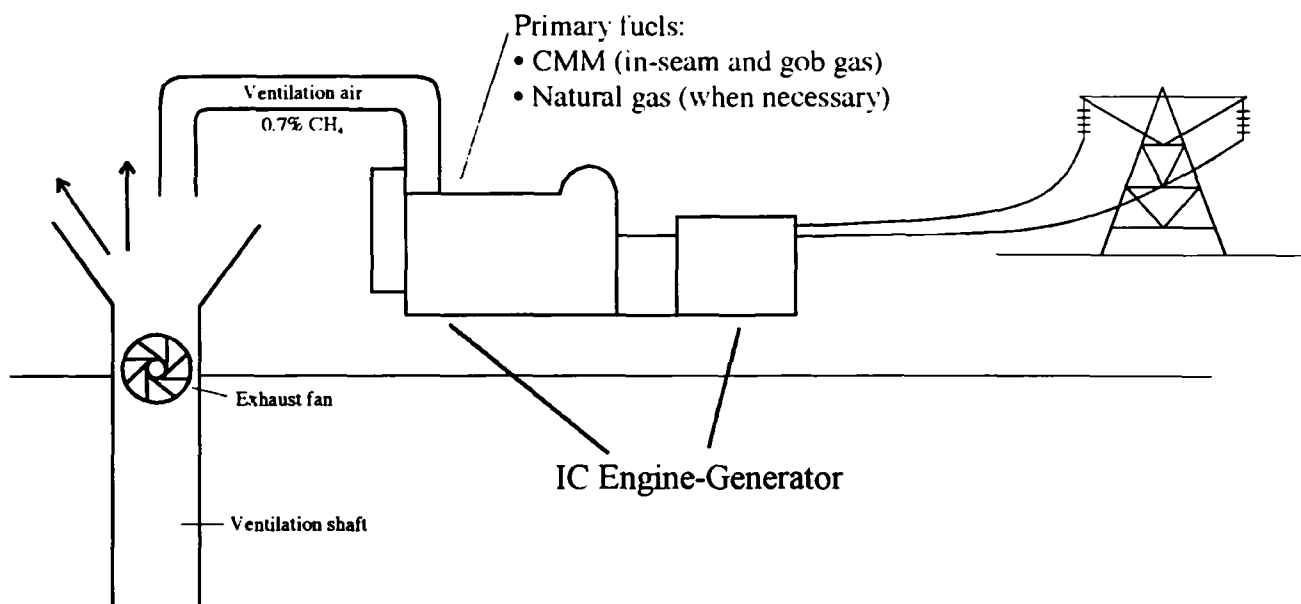 Primary fuels:
• CMM (in-seam and gob gas)
• Natural gas (when necessary)
Ventilation air
0.7% CH₄
Exhaust fan
IC Engine-Generator
Ventilation shaft